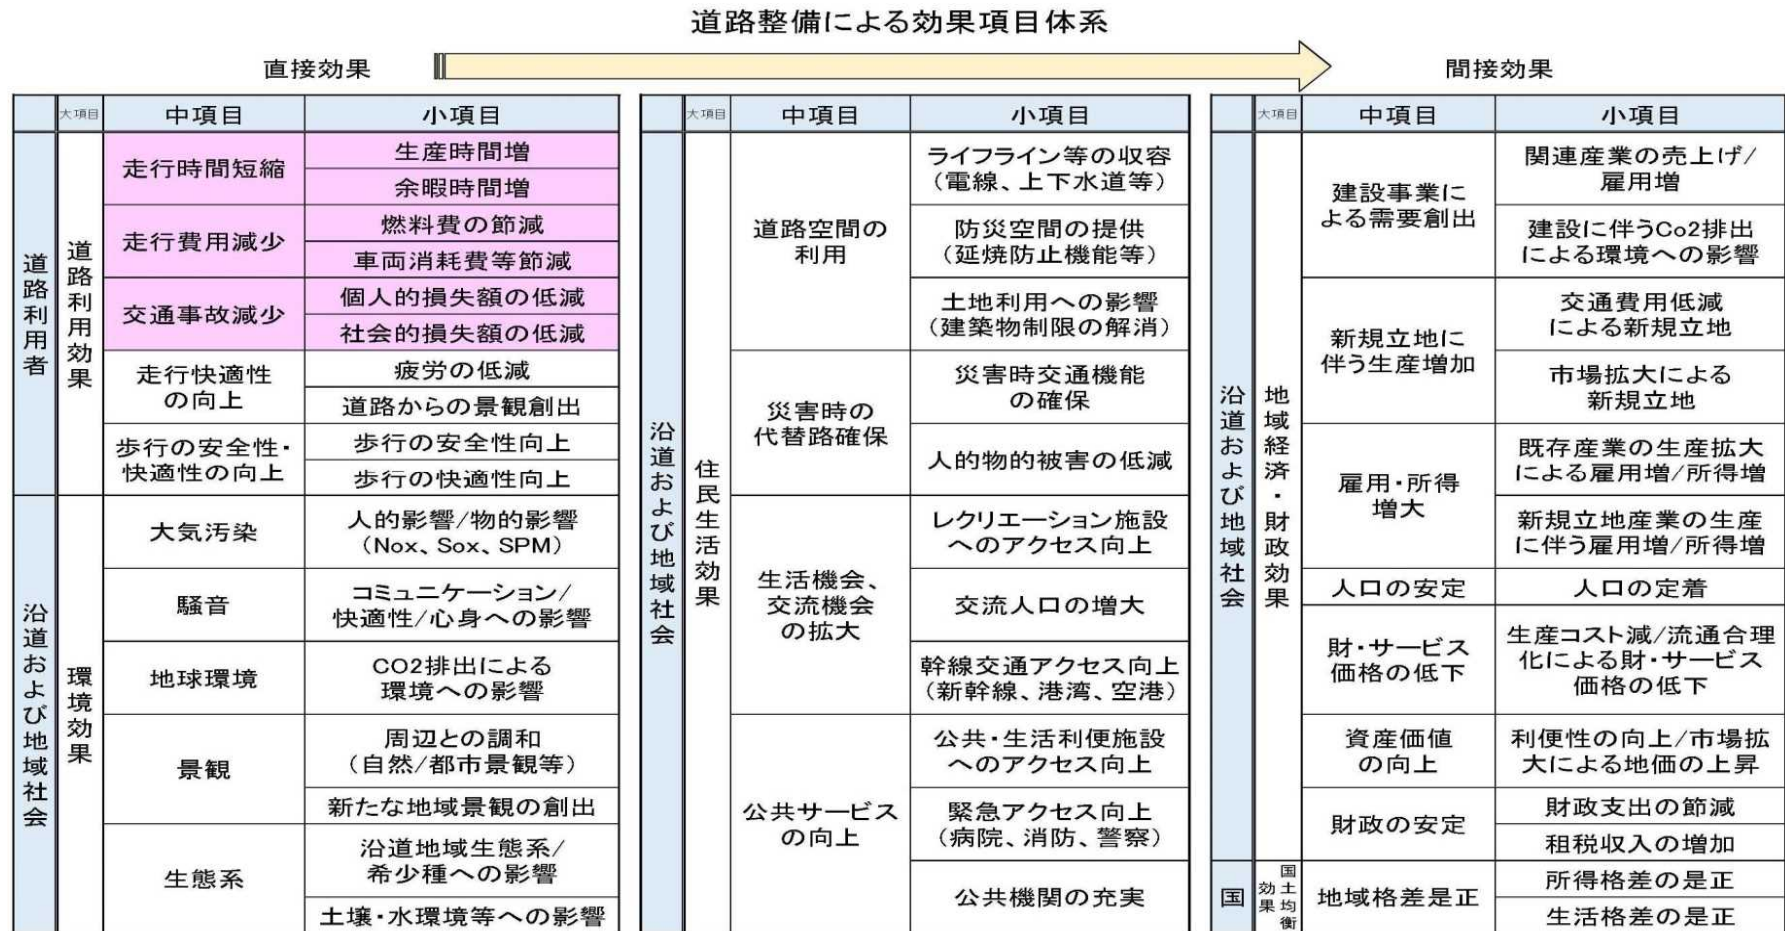 道路整備による効果項目体系
直接効果
間接効果
大項目
中項目
小項目
道路利用者
道路利用効果
走行時間短縮
生産時間増
余暇時間増
走行費用減少
燃料費の節減
車両消耗費等節減
交通事故減少
個人的損失額の低減
社会的損失額の低減
走行快適性
の向上
疲労の低減
道路からの景観創出
歩行の安全性・
快適性の向上
歩行の安全性向上
歩行の快適性向上
沿道および地域社会
環境効果
大気汚染
人的影響/物的影響
(Nox、Sox、SPM)
騒音
コミュニケーション/
快適性/心身への影響
地球環境
CO2排出による
環境への影響
景観
周辺との調和
(自然/都市景観等)
新たな地域景観の創出
生態系
沿道地域生態系/
希少種への影響
土壌・水環境等への影響
大項目
中項目
小項目
沿道および地域社会
住民生活効果
道路空間の
利用
ライフライン等の収容
(電線、上下水道等)
防災空間の提供
(延焼防止機能等)
土地利用への影響
(建築物制限の解消)
災害時の
代替路確保
災害時交通機能
の確保
人的物的被害の低減
生活機会、
交流機会
の拡大
レクリエーション施設
へのアクセス向上
交流人口の増大
幹線交通アクセス向上
(新幹線、港湾、空港)
公共サービス
の向上
公共・生活利便施設
へのアクセス向上
緊急アクセス向上
(病院、消防、警察)
公共機関の充実
大項目
中項目
小項目
沿道および地域社会
地域経済・財政効果
建設事業に
よる需要創出
関連産業の売上げ/
雇用増
建設に伴うCo2排出
による環境への影響
新規立地に
伴う生産増加
交通費用低減
による新規立地
市場拡大による
新規立地
雇用・所得
増大
既存産業の生産拡大
による雇用増/所得増
新規立地産業の生産
に伴う雇用増/所得増
人口の安定
人口の定着
財・サービス
価格の低下
生産コスト減/流通合理
化による財・サービス
価格の低下
資産価値
の向上
利便性の向上/市場拡
大による地価の上昇
財政の安定
財政支出の節減
租税収入の増加
国
国土均衡
効果
地域格差是正
所得格差の是正
生活格差の是正